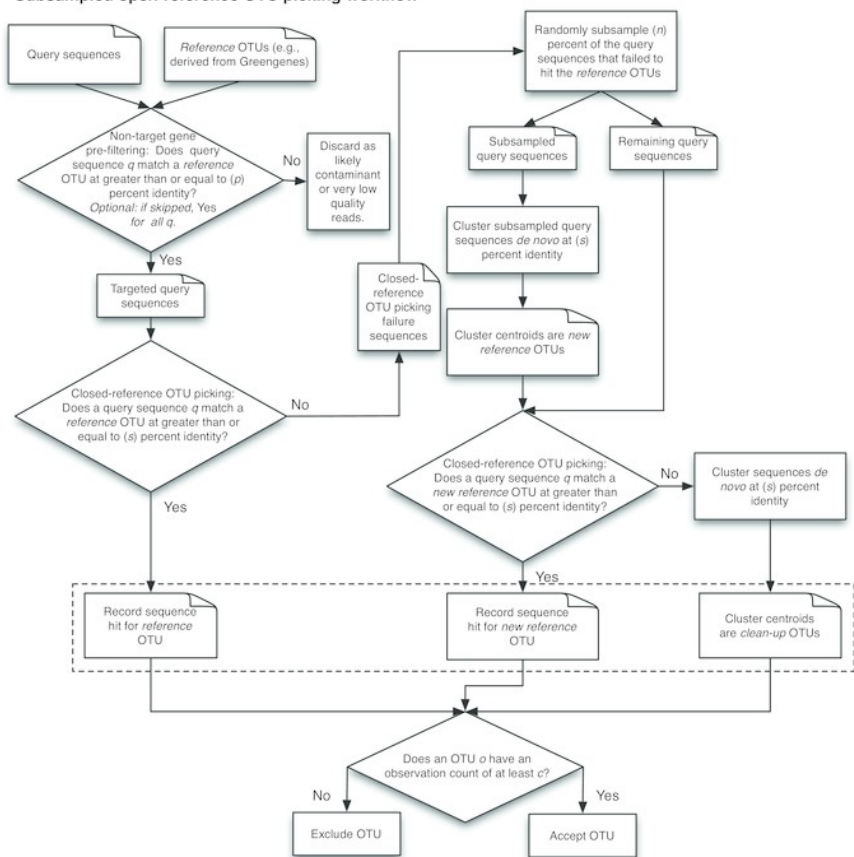 Subsampled open-reference OTU picking workflow
Query sequences
Reference OTUs (e.g.,
derived from Greengenes)
Randomly subsample (n)
percent of the query
sequences that failed to
hit the reference OTUs
Non-target gene
pre-filtering: Does query
sequence q match a reference
OTU at greater than or equal to (p)
percent identity?
Optional: if skipped, Yes
for all q.
No
Discard as
likely
contaminant
or very low
quality
reads.
Subsampled
query sequences
Remaining query
sequences
Yes
Cluster subsampled query
sequences de novo at (s)
percent identity
Targeted query
sequences
Closed-
reference
OTU picking
failure
sequences
Cluster centroids are new
reference OTUs
Closed-reference OTU picking:
Does a query sequence q match a
reference OTU at greater than or
equal to (s) percent identity?
No
Closed-reference OTU picking:
Does a query sequence q match a
new reference OTU at greater than
or equal to (s) percent identity?
No
Cluster sequences de
novo at (s) percent
identity
Yes
Yes
Record sequence
hit for reference
OTU
Record sequence
hit for new reference
OTU
Cluster centroids
are clean-up OTUs
Does an OTU o have an
observation count of at least c?
No
Yes
Exclude OTU
Accept OTU